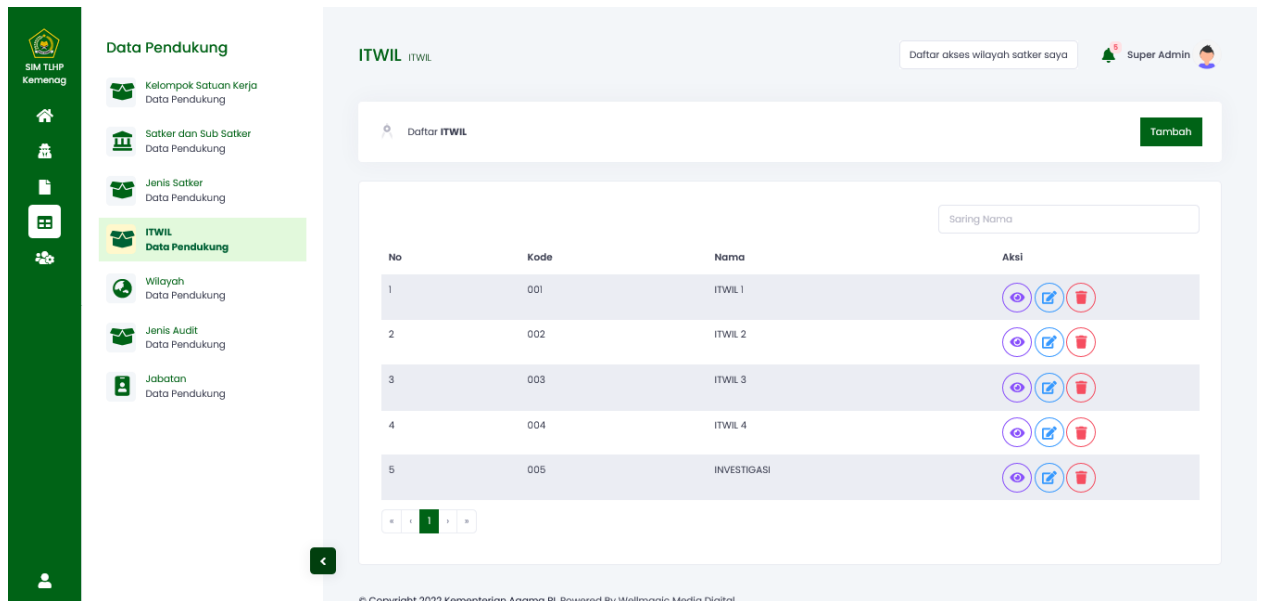 SIM TLHP
Kemenag
Data Pendukung
Kelompok Satuan Kerja
Data Pendukung
Satker dan Sub Satker
Data Pendukung
Jenis Satker
Data Pendukung
ITWIL
Data Pendukung
Wilayah
Data Pendukung
Jenis Audit
Data Pendukung
Jabatan
Data Pendukung
ITWIL ITWIL
Daftar akses wilayah satker saya
5
Super Admin
Daftar ITWIL
Tambah
Saring Nama
No Kode Nama Aksi
1 001 ITWIL 1
2 002 ITWIL 2
3 003 ITWIL 3
4 004 ITWIL 4
5 005 INVESTIGASI
« ‹ 1 › »
© Copyright 2022 Kementerian Agama RI. Powered By Wellmagic Media Digital